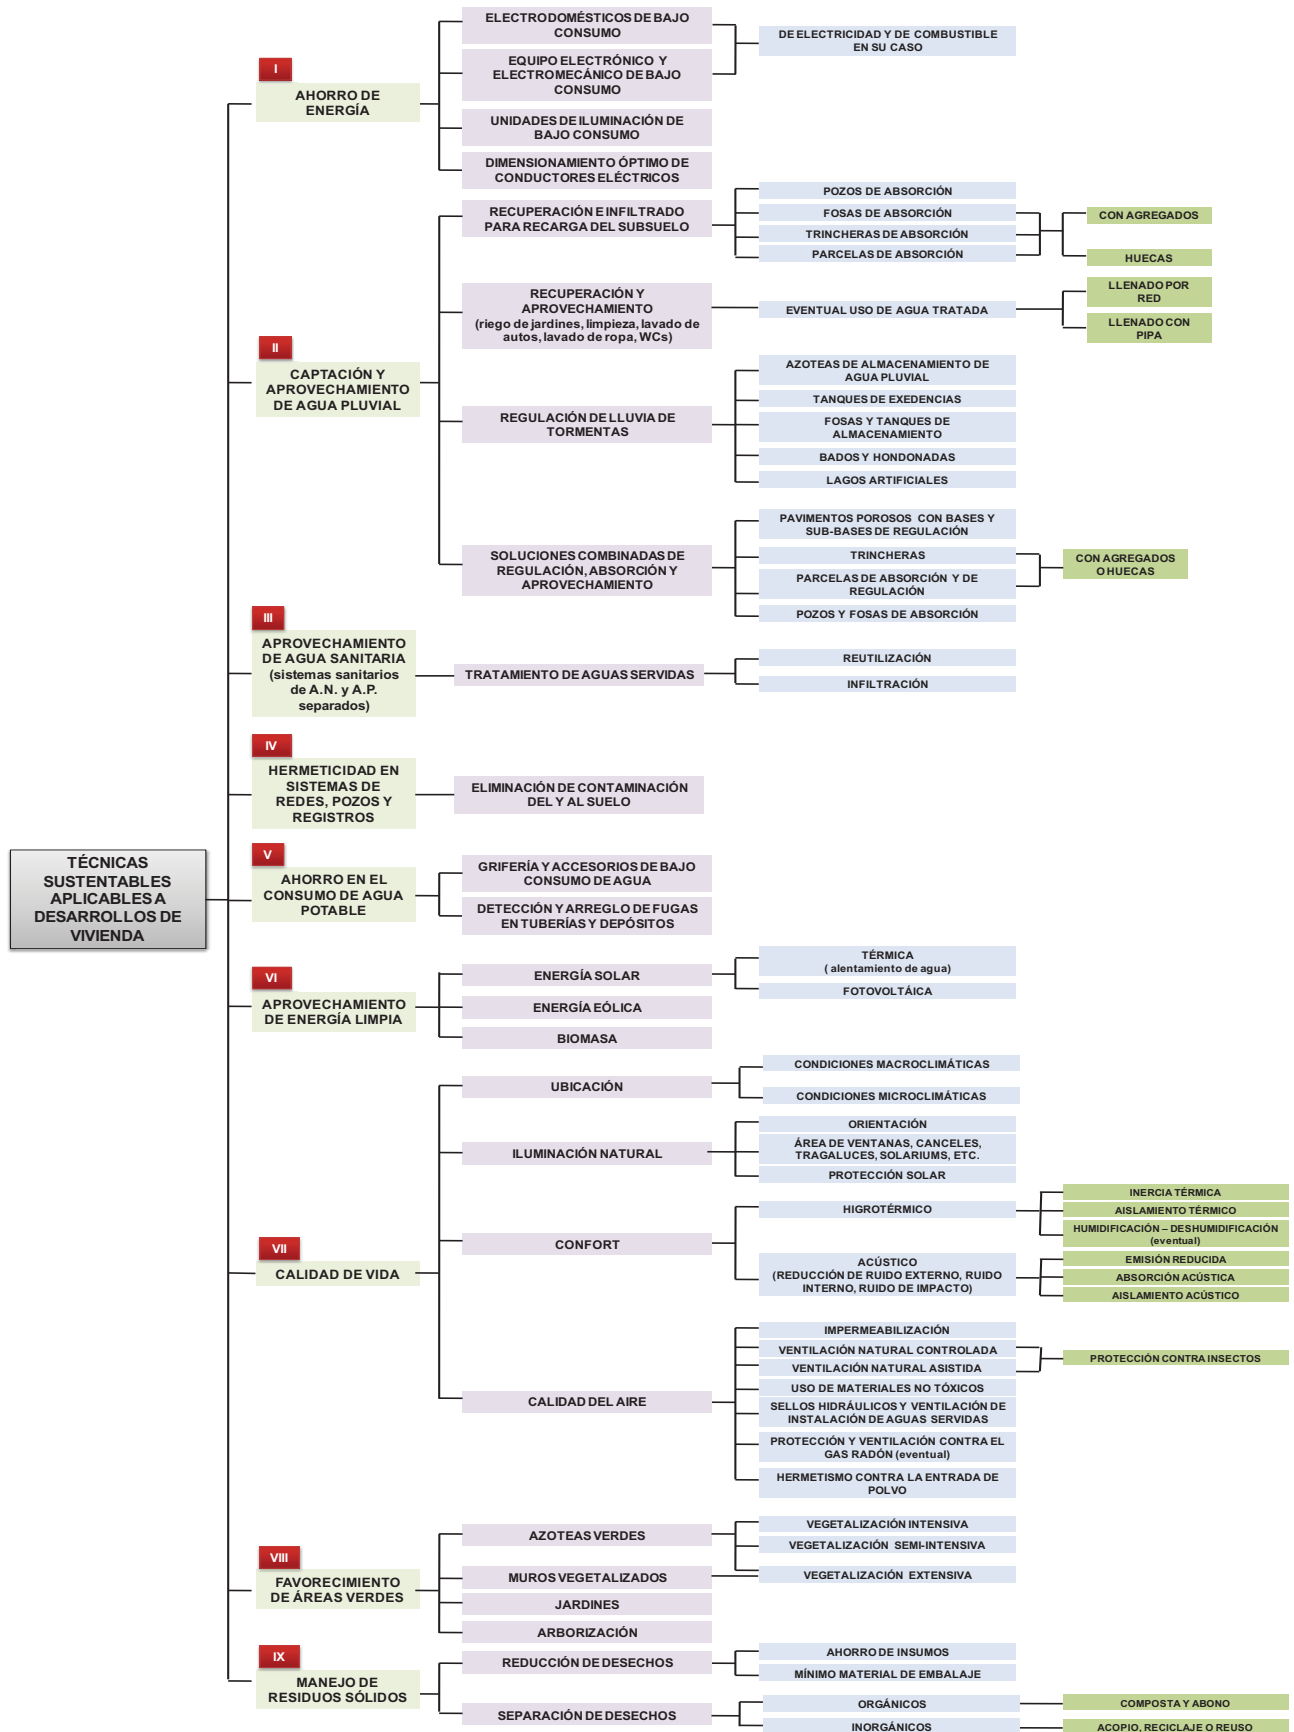 TÉCNICAS
SUSTENTABLES
APLICABLES A
DESARROLLOS DE
VIVIENDA
I
AHORRO DE
ENERGÍA
ELECTRODOMÉSTICOS DE BAJO
CONSUMO
EQUIPO ELECTRÓNICO Y
ELECTROMECÁNICO DE BAJO
CONSUMO
DE ELECTRICIDAD Y DE COMBUSTIBLE
EN SU CASO
UNIDADES DE ILUMINACIÓN DE
BAJO CONSUMO
DIMENSIONAMIENTO ÓPTIMO DE
CONDUCTORES ELÉCTRICOS
II
CAPTACIÓN Y
APROVECHAMIENTO
DE AGUA PLUVIAL
RECUPERACIÓN E INFILTRADO
PARA RECARGA DEL SUBSUELO
POZOS DE ABSORCIÓN
FOSAS DE ABSORCIÓN
TRINCHERAS DE ABSORCIÓN
PARCELAS DE ABSORCIÓN
CON AGREGADOS
HUECAS
RECUPERACIÓN Y
APROVECHAMIENTO
(riego de jardines, limpieza, lavado de
autos, lavado de ropa, WCs)
EVENTUAL USO DE AGUA TRATADA
LLENADO POR
RED
LLENADO CON
PIPA
REGULACIÓN DE LLUVIA DE
TORMENTAS
AZOTEAS DE ALMACENAMIENTO DE
AGUA PLUVIAL
TANQUES DE EXEDENCIAS
FOSAS Y TANQUES DE
ALMACENAMIENTO
BADOS Y HONDONADAS
LAGOS ARTIFICIALES
SOLUCIONES COMBINADAS DE
REGULACIÓN, ABSORCIÓN Y
APROVECHAMIENTO
PAVIMENTOS POROSOS CON BASES Y
SUB-BASES DE REGULACIÓN
TRINCHERAS
PARCELAS DE ABSORCIÓN Y DE
REGULACIÓN
POZOS Y FOSAS DE ABSORCIÓN
CON AGREGADOS
O HUECAS
III
APROVECHAMIENTO
DE AGUA SANITARIA
(sistemas sanitarios
de A.N. y A.P.
separados)
TRATAMIENTO DE AGUAS SERVIDAS
REUTILIZACIÓN
INFILTRACIÓN
IV
HERMETICIDAD EN
SISTEMAS DE
REDES, POZOS Y
REGISTROS
ELIMINACIÓN DE CONTAMINACIÓN
DEL Y AL SUELO
V
AHORRO EN EL
CONSUMO DE AGUA
POTABLE
GRIFERÍA Y ACCESORIOS DE BAJO
CONSUMO DE AGUA
DETECCIÓN Y ARREGLO DE FUGAS
EN TUBERÍAS Y DEPÓSITOS
VI
APROVECHAMIENTO
DE ENERGÍA LIMPIA
ENERGÍA SOLAR
TÉRMICA
( alentamiento de agua)
FOTOVOLTÁICA
ENERGÍA EÓLICA
BIOMASA
VII
CALIDAD DE VIDA
UBICACIÓN
CONDICIONES MACROCLIMÁTICAS
CONDICIONES MICROCLIMÁTICAS
ILUMINACIÓN NATURAL
ORIENTACIÓN
ÁREA DE VENTANAS, CANCELES,
TRAGALUCES, SOLARIUMS, ETC.
PROTECCIÓN SOLAR
CONFORT
HIGROTÉRMICO
INERCIA TÉRMICA
AISLAMIENTO TÉRMICO
HUMIDIFICACIÓN – DESHUMIDIFICACIÓN
(eventual)
ACÚSTICO
(REDUCCIÓN DE RUIDO EXTERNO, RUIDO
INTERNO, RUIDO DE IMPACTO)
EMISIÓN REDUCIDA
ABSORCIÓN ACÚSTICA
AISLAMIENTO ACÚSTICO
CALIDAD DEL AIRE
IMPERMEABILIZACIÓN
VENTILACIÓN NATURAL CONTROLADA
VENTILACIÓN NATURAL ASISTIDA
PROTECCIÓN CONTRA INSECTOS
USO DE MATERIALES NO TÓXICOS
SELLOS HIDRÁULICOS Y VENTILACIÓN DE
INSTALACIÓN DE AGUAS SERVIDAS
PROTECCIÓN Y VENTILACIÓN CONTRA EL
GAS RADÓN (eventual)
HERMETISMO CONTRA LA ENTRADA DE
POLVO
VIII
FAVORECIMIENTO
DE ÁREAS VERDES
AZOTEAS VERDES
VEGETALIZACIÓN INTENSIVA
VEGETALIZACIÓN SEMI-INTENSIVA
VEGETALIZACIÓN EXTENSIVA
MUROS VEGETALIZADOS
JARDINES
ARBORIZACIÓN
IX
MANEJO DE
RESIDUOS SÓLIDOS
REDUCCIÓN DE DESECHOS
AHORRO DE INSUMOS
MÍNIMO MATERIAL DE EMBALAJE
SEPARACIÓN DE DESECHOS
ORGÁNICOS
COMPOSTA Y ABONO
INORGÁNICOS
ACOPIO, RECICLAJE O REUSO